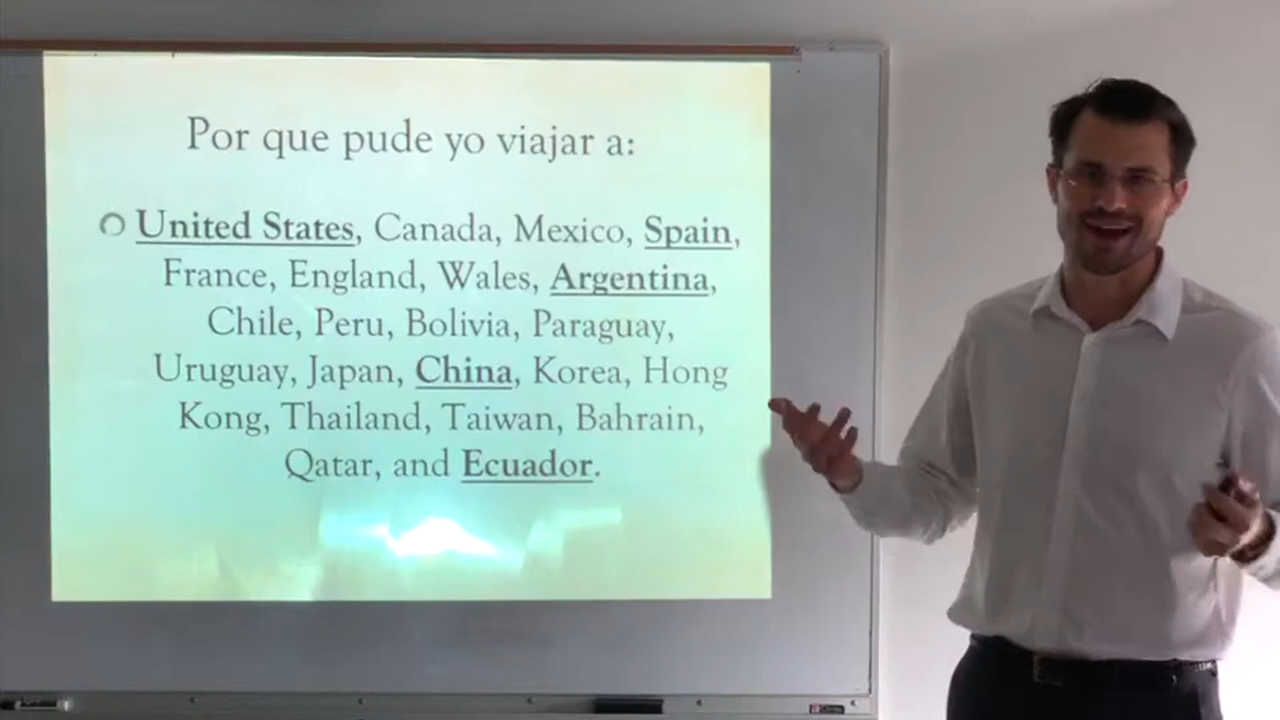 Por que pude yo viajar a:
United States, Canada, Mexico, Spain,
France, England, Wales, Argentina,
Chile, Peru, Bolivia, Paraguay,
Uruguay, Japan, China, Korea, Hong
Kong, Thailand, Taiwan, Bahrain,
Qatar, and Ecuador.